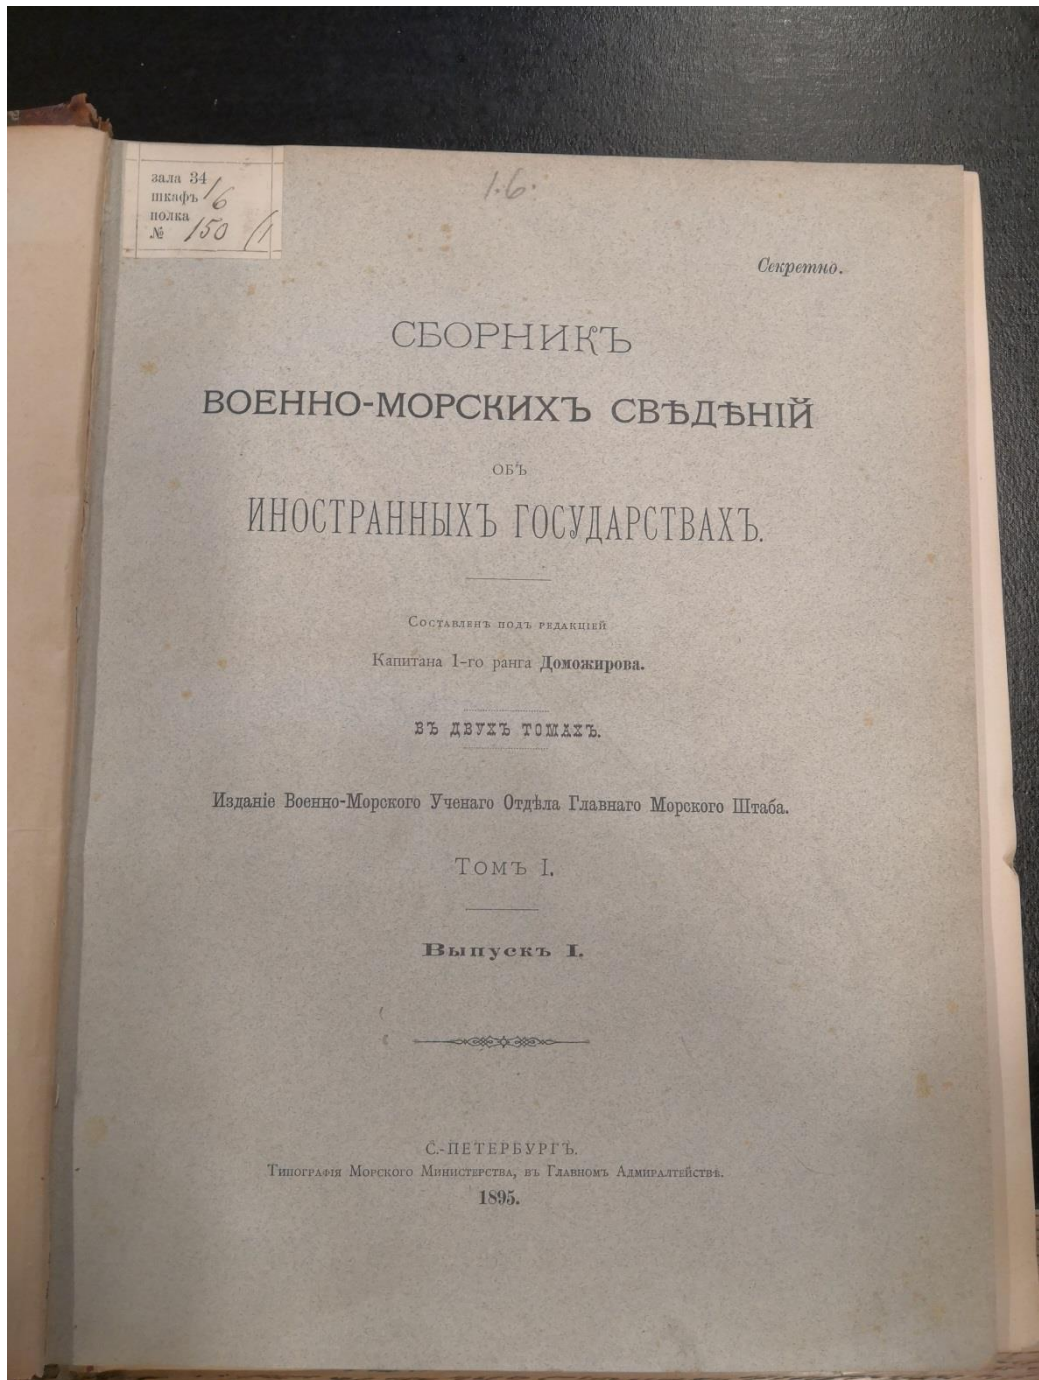 зала 34
шкафъ 1/6
полка
№ 150 (1
1.6.
Секретно.
СБОРНИКЪ
ВОЕННО-МОРСКИХЪ СВѢДѢНІЙ
ОБЪ
ИНОСТРАННЫХЪ ГОСУДАРСТВАХЪ.
Составленъ подъ редакціей
Капитана 1-го ранга Доможирова.
ВЪ ДВУХЪ ТОМАХЪ.
Изданіе Военно-Морского Ученаго Отдѣла Главнаго Морского Штаба.
Томъ I.
Выпускъ I.
С.-ПЕТЕРБУРГЪ.
Типографія Морского Министерства, въ Главномъ Адмиралтействѣ.
1895.